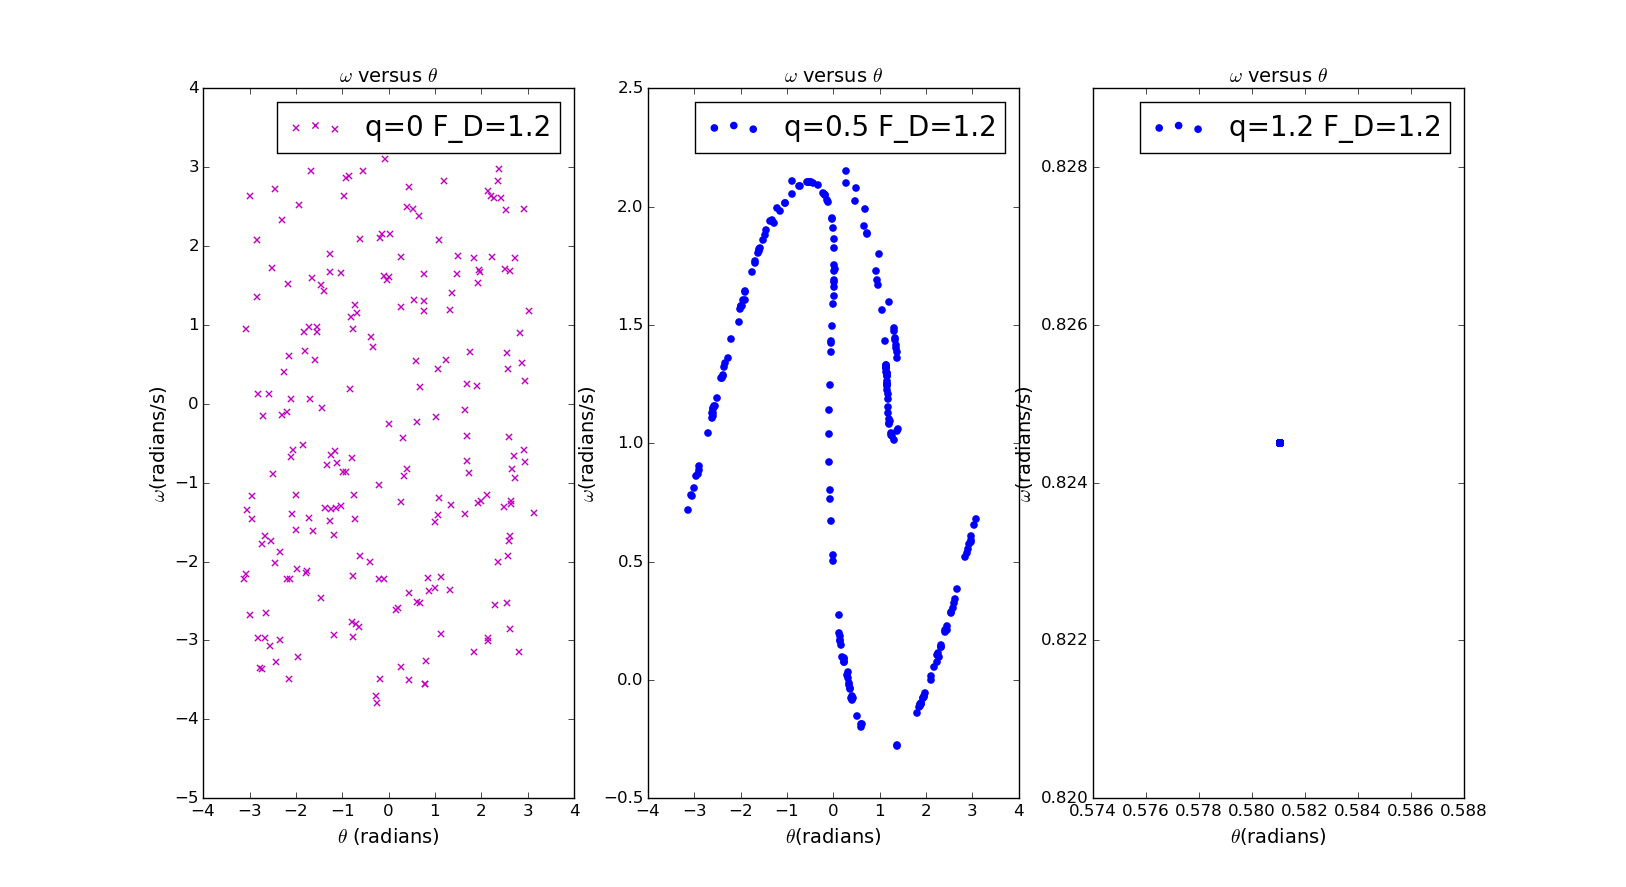 ω versus θ
q=0 F_D=1.2
4
3
2
1
0
−1
−2
−3
−4
−5
ω(radians/s)
−4 −3 −2 −1 0 1 2 3 4
θ (radians)
ω versus θ
q=0.5 F_D=1.2
2.5
2.0
1.5
1.0
0.5
0.0
−0.5
ω(radians/s)
−4 −3 −2 −1 0 1 2 3 4
θ(radians)
ω versus θ
q=1.2 F_D=1.2
0.828
0.826
0.824
0.822
0.820
ω(radians/s)
0.574 0.576 0.578 0.580 0.582 0.584 0.586 0.588
θ(radians)